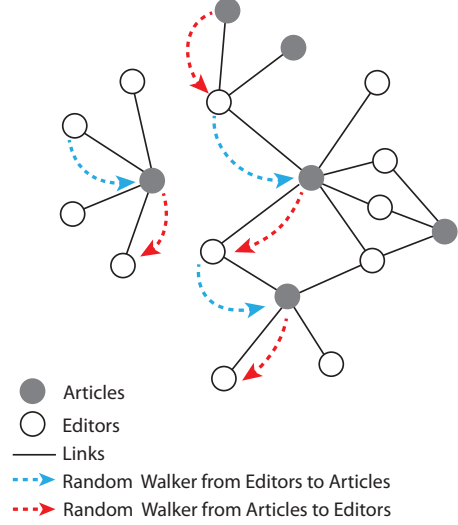 Articles
Editors
Links
Random Walker from Editors to Articles
Random Walker from Articles to Editors